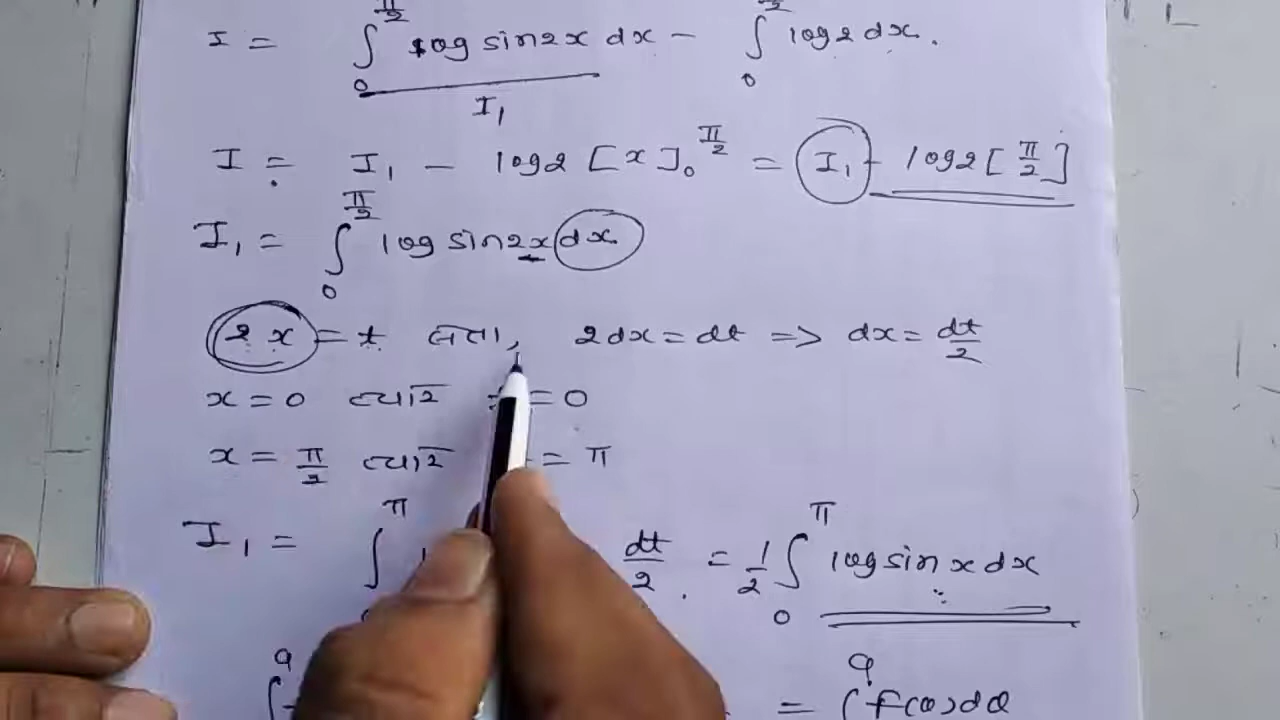 I = ∫₀^{π/2} log sin2x dx − ∫₀^{π/2} log2 dx.
I₁
I = I₁ − log2 [x]₀^{π/2} = I₁ − log2 [π/2]
I₁ = ∫₀^{π/2} log sin2x dx
2x = t लेता, 2dx = dt => dx = dt/2
x = 0 त्यारे = 0
x = π/2 त्यारे = π
I₁ = ∫^π dt/2 . = 1/2 ∫₀^π log sin x dx
= ∫^a f(x) dx